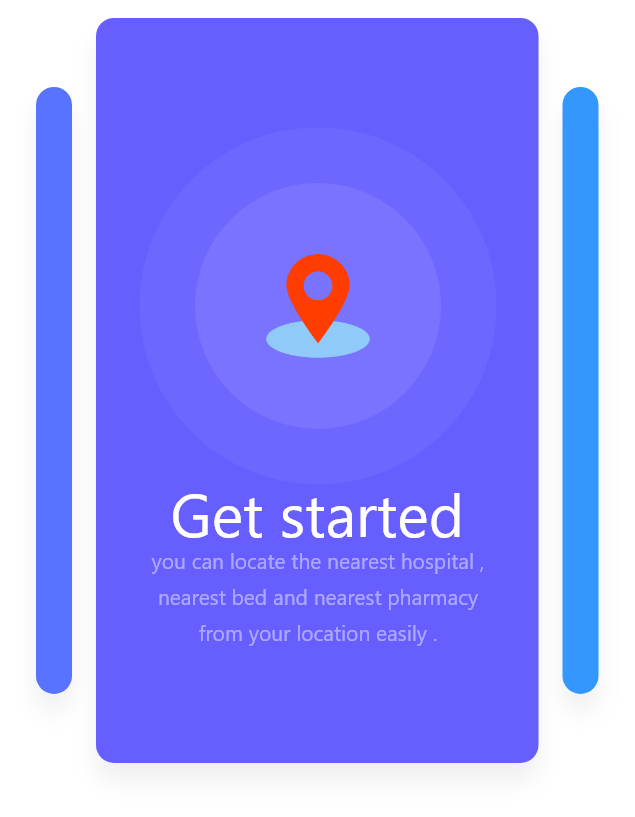 Get started
you can locate the nearest hospital ,
nearest bed and nearest pharmacy
from your location easily .